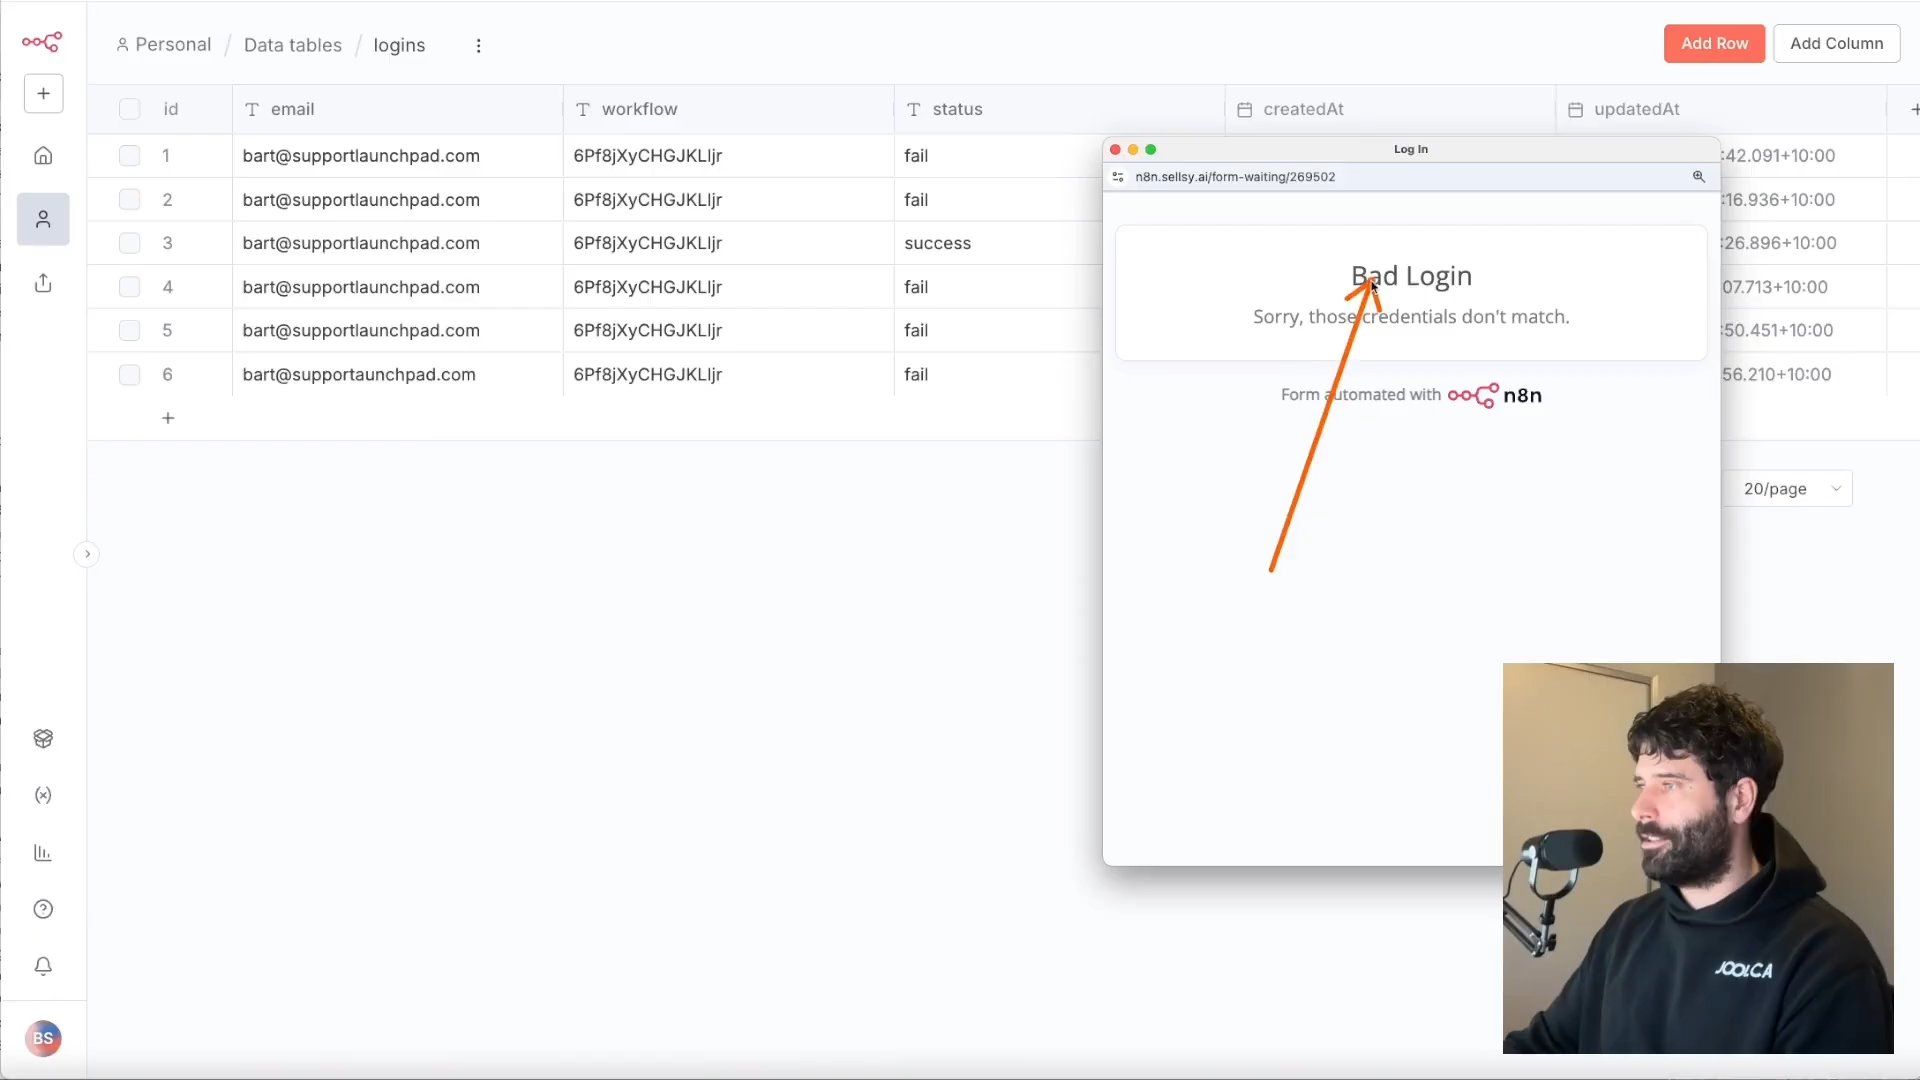 Personal / Data tables / logins
Add Row
Add Column
id email workflow status createdAt updatedAt
1 bart@supportlaunchpad.com 6Pf8jXyCHGJKLljr fail :42.091+10:00
2 bart@supportlaunchpad.com 6Pf8jXyCHGJKLljr fail :16.936+10:00
3 bart@supportlaunchpad.com 6Pf8jXyCHGJKLljr success :26.896+10:00
4 bart@supportlaunchpad.com 6Pf8jXyCHGJKLljr fail :07.713+10:00
5 bart@supportlaunchpad.com 6Pf8jXyCHGJKLljr fail :50.451+10:00
6 bart@supportaunchpad.com 6Pf8jXyCHGJKLljr fail :56.210+10:00
20/page
Log In
n8n.sellsy.ai/form-waiting/269502
Bad Login
Sorry, those credentials don't match.
Form automated with n8n
JOOLCA
BS